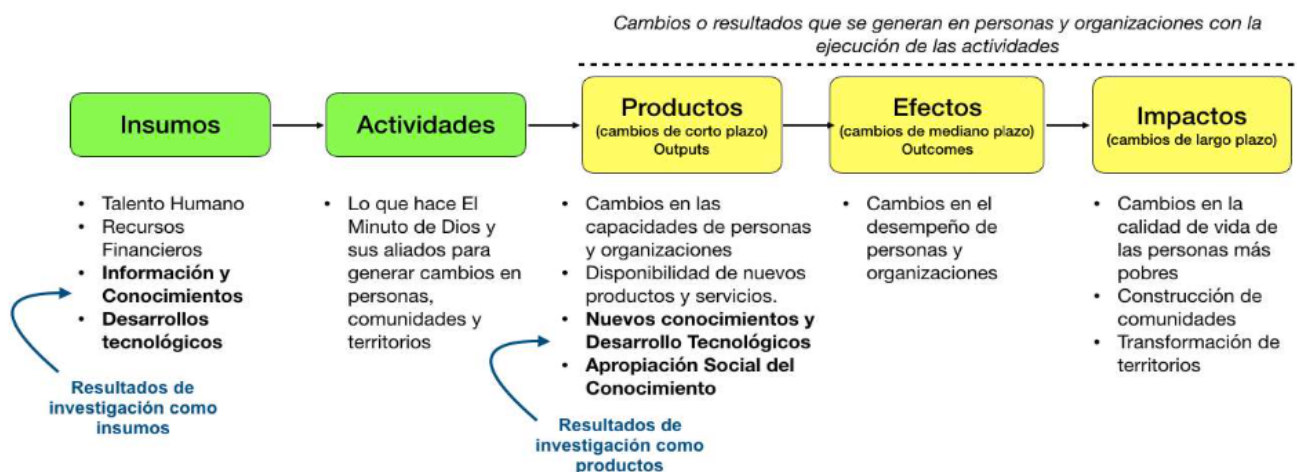 Cambios o resultados que se generan en personas y organizaciones con la
ejecución de las actividades
Insumos
Actividades
Productos
(cambios de corto plazo)
Outputs
Efectos
(cambios de mediano plazo)
Outcomes
Impactos
(cambios de largo plazo)
• Talento Humano
• Recursos
Financieros
• Información y
Conocimientos
• Desarrollos
tecnológicos
Resultados de
investigación como
insumos
• Lo que hace El
Minuto de Dios y
sus aliados para
generar cambios en
personas,
comunidades y
territorios
• Cambios en las
capacidades de personas
y organizaciones
• Disponibilidad de nuevos
productos y servicios.
• Nuevos conocimientos y
Desarrollo Tecnológicos
• Apropiación Social del
Conocimiento
Resultados de
investigación como
productos
• Cambios en el
desempeño de
personas y
organizaciones
• Cambios en la
calidad de vida de
las personas más
pobres
• Construcción de
comunidades
• Transformación de
territorios